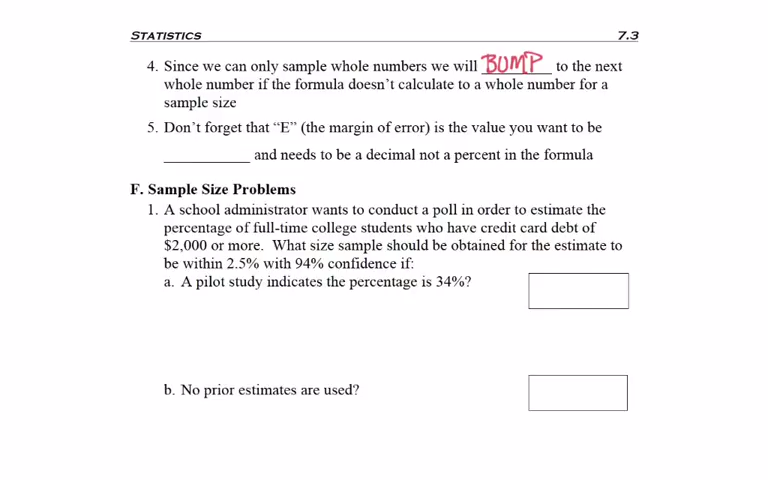 STATISTICS 7.3
4. Since we can only sample whole numbers we will BUMP to the next
whole number if the formula doesn't calculate to a whole number for a
sample size
5. Don't forget that “E” (the margin of error) is the value you want to be
__________ and needs to be a decimal not a percent in the formula
F. Sample Size Problems
1. A school administrator wants to conduct a poll in order to estimate the
percentage of full-time college students who have credit card debt of
$2,000 or more. What size sample should be obtained for the estimate to
be within 2.5% with 94% confidence if:
a. A pilot study indicates the percentage is 34%?
b. No prior estimates are used?